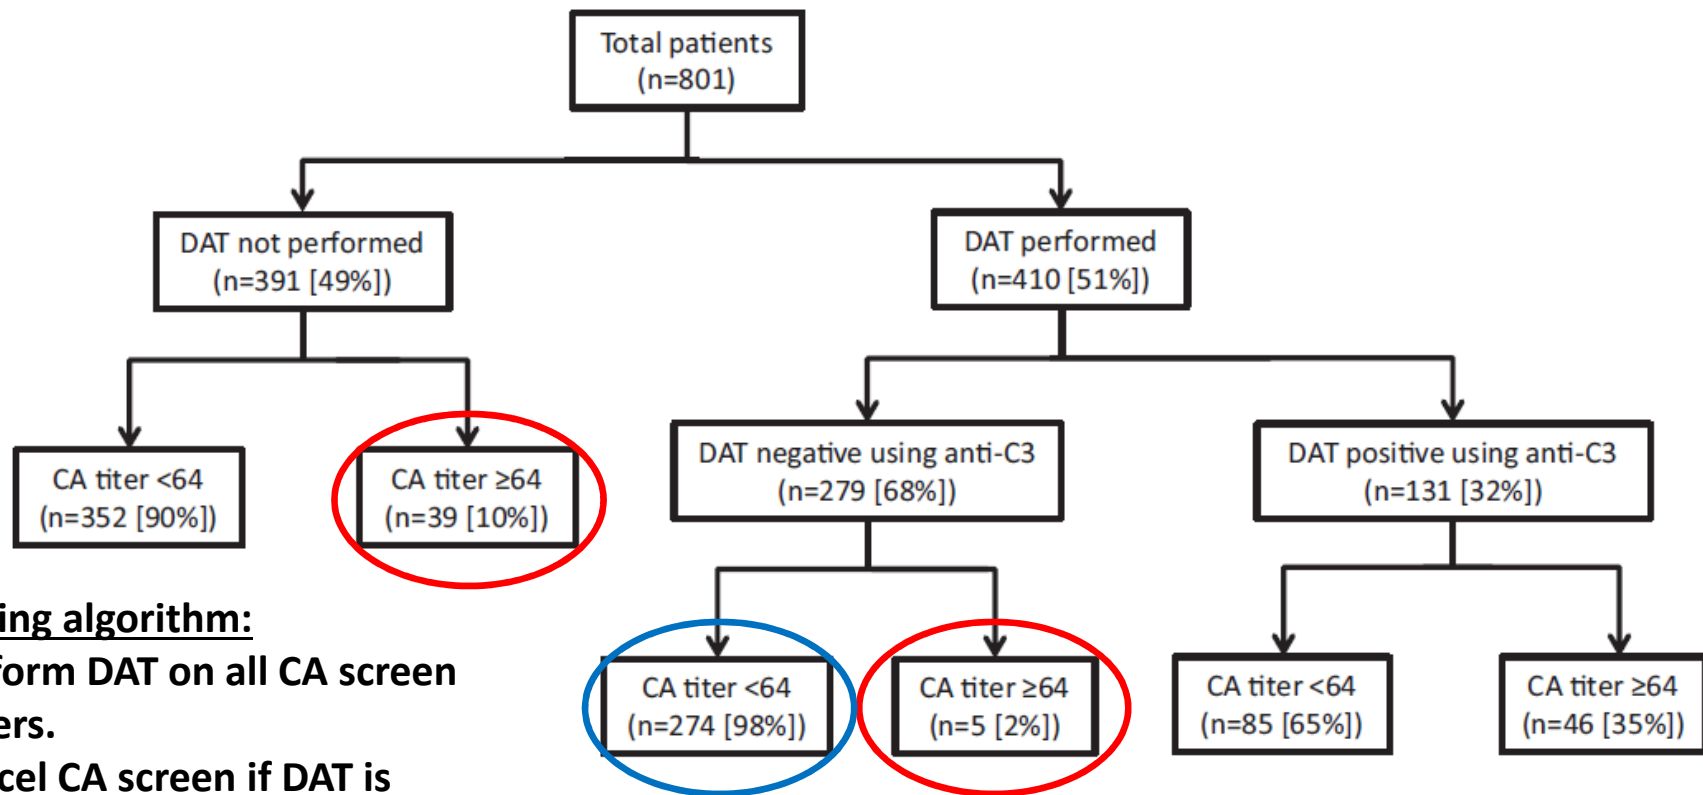 Total patients
(n=801)
DAT not performed
(n=391 [49%])
DAT performed
(n=410 [51%])
CA titer <64
(n=352 [90%])
CA titer ≥64
(n=39 [10%])
DAT negative using anti-C3
(n=279 [68%])
DAT positive using anti-C3
(n=131 [32%])
CA titer <64
(n=274 [98%])
CA titer ≥64
(n=5 [2%])
CA titer <64
(n=85 [65%])
CA titer ≥64
(n=46 [35%])
ing algorithm:
form DAT on all CA screen
ers.
cel CA screen if DAT is